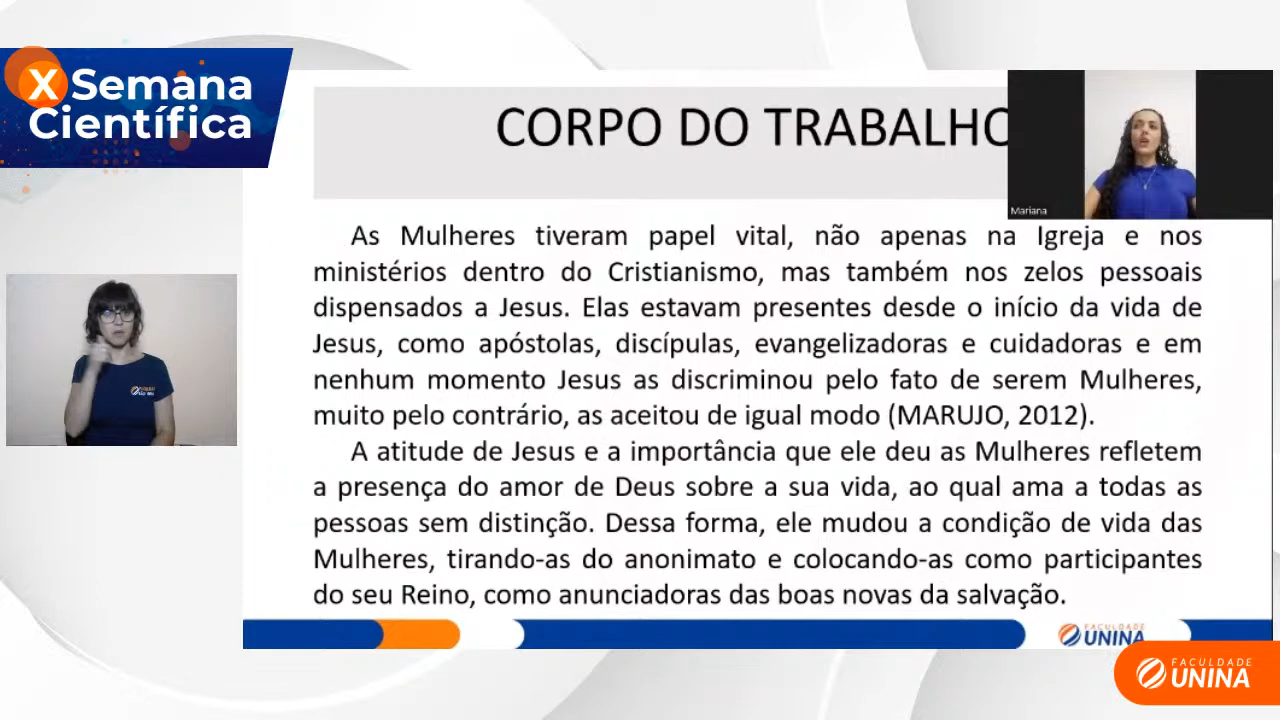 X Semana
Científica
CORPO DO TRABALHO
Mariana
As Mulheres tiveram papel vital, não apenas na Igreja e nos
ministérios dentro do Cristianismo, mas também nos zelos pessoais
dispensados a Jesus. Elas estavam presentes desde o início da vida de
Jesus, como apóstolas, discípulas, evangelizadoras e cuidadoras e em
nenhum momento Jesus as discriminou pelo fato de serem Mulheres,
muito pelo contrário, as aceitou de igual modo (MARUJO, 2012).
A atitude de Jesus e a importância que ele deu as Mulheres refletem
a presença do amor de Deus sobre a sua vida, ao qual ama a todas as
pessoas sem distinção. Dessa forma, ele mudou a condição de vida das
Mulheres, tirando-as do anonimato e colocando-as como participantes
do seu Reino, como anunciadoras das boas novas da salvação.
FACULDADE
UNINA
FACULDADE
UNINA